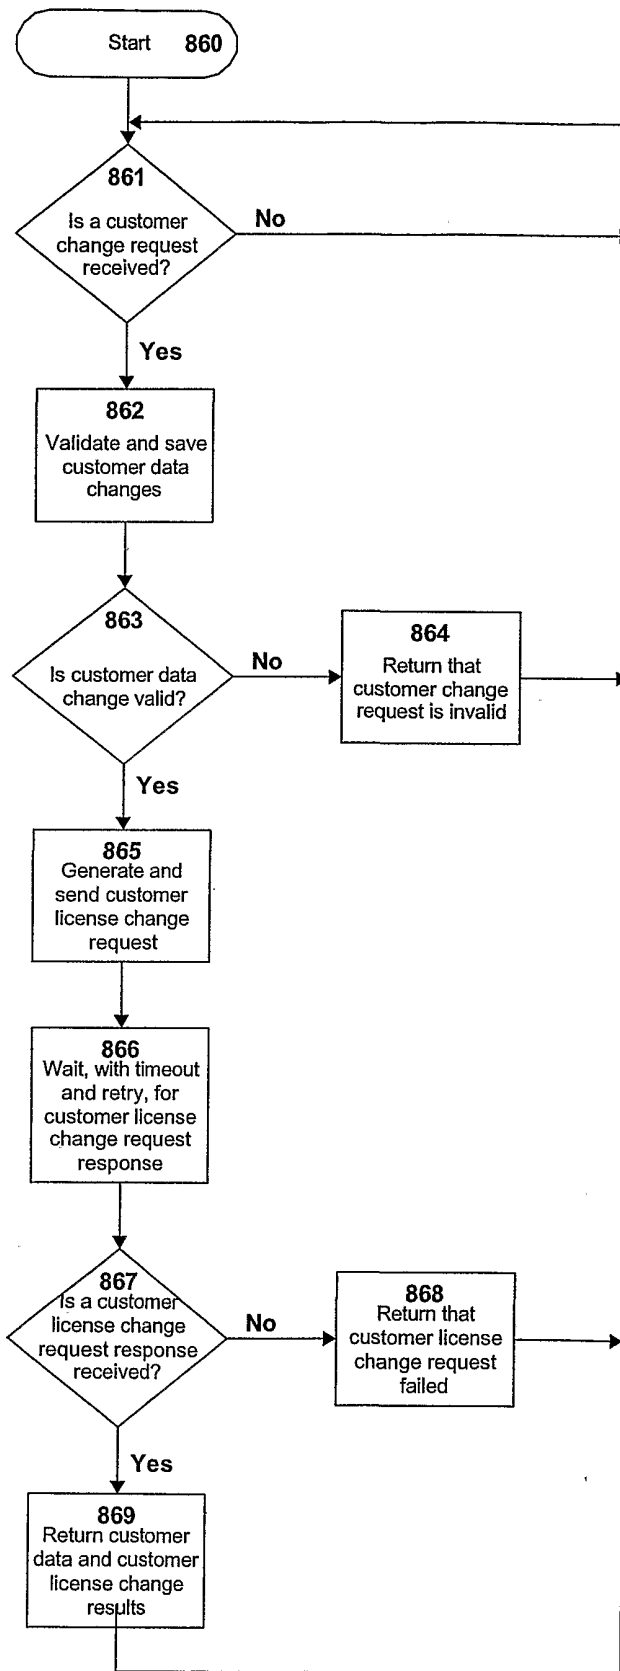 Start 860
861
Is a customer
change request
received?
No
Yes
862
Validate and save
customer data
changes
863
Is customer data
change valid?
No
864
Return that
customer change
request is invalid
Yes
865
Generate and
send customer
license change
request
866
Wait, with timeout
and retry, for
customer license
change request
response
867
Is a customer
license change
request response
received?
No
868
Return that
customer license
change request
failed
Yes
869
Return customer
data and customer
license change
results